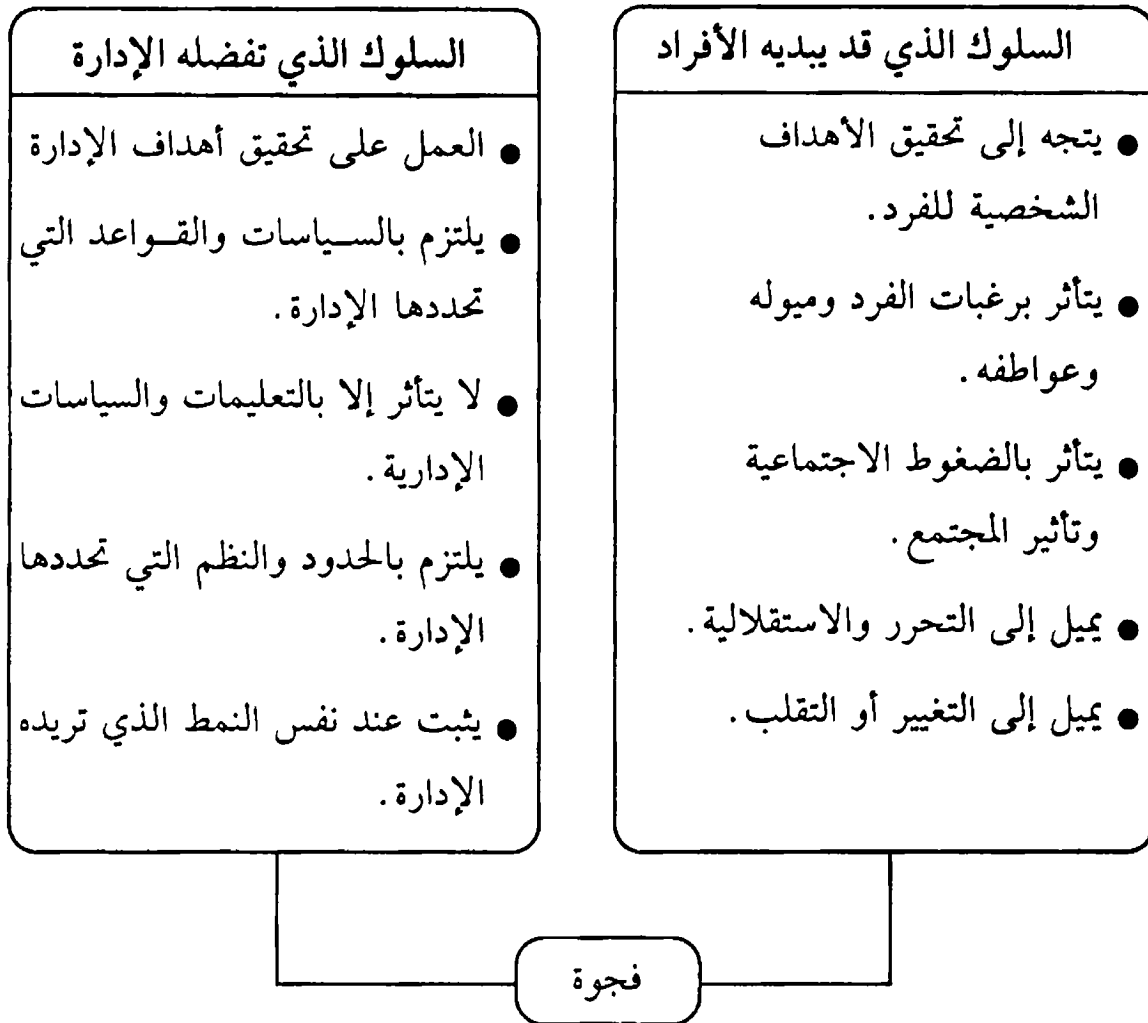 السلوك الذي قد يبديه الأفراد
● يتجه إلى تحقيق الأهداف
الشخصية للفرد.
● يتأثر برغبات الفرد وميوله
وعواطفه.
● يتأثر بالضغوط الاجتماعية
وتأثير المجتمع.
● يميل إلى التحرر والاستقلالية.
● يميل إلى التغيير أو التقلب.
السلوك الذي تفضله الإدارة
● العمل على تحقيق أهداف الإدارة
● يلتزم بالسياسات والقواعد التي
تحددها الإدارة.
● لا يتأثر إلا بالتعليمات والسياسات
الإدارية.
● يلتزم بالحدود والنظم التي تحددها
الإدارة.
● يثبت عند نفس النمط الذي تريده
الإدارة.
فجوة